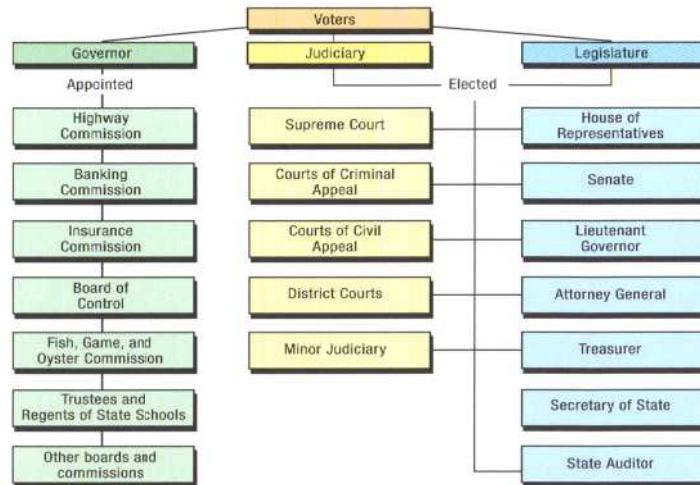 Voters
Governor
Judiciary
Legislature
Appointed
Elected
Highway
Commission
Banking
Commission
Insurance
Commission
Board of
Control
Fish, Game, and
Oyster Commission
Trustees and
Regents of State Schools
Other boards and
commissions
Supreme Court
Courts of Criminal
Appeal
Courts of Civil
Appeal
District Courts
Minor Judiciary
House of
Representatives
Senate
Lieutenant
Governor
Attorney General
Treasurer
Secretary of State
State Auditor